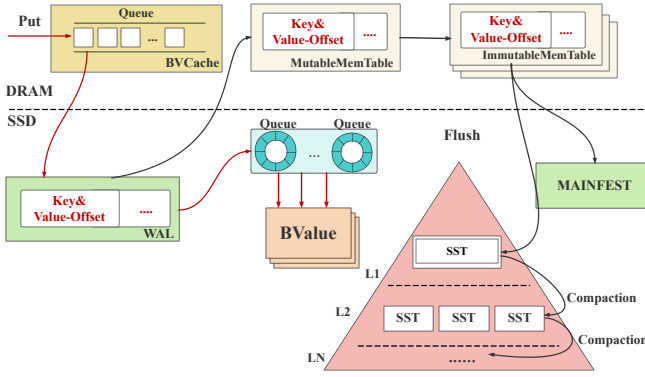 Put
Queue
...
BVCache
Key&
Value-Offset
....
MutableMemTable
Key&
Value-Offset
....
ImmutableMemTable
DRAM
SSD
Queue
Queue
...
Flush
Key&
Value-Offset
....
WAL
BValue
MAINFEST
SST
L1
Compaction
L2
SST
SST
SST
Compaction
LN
......